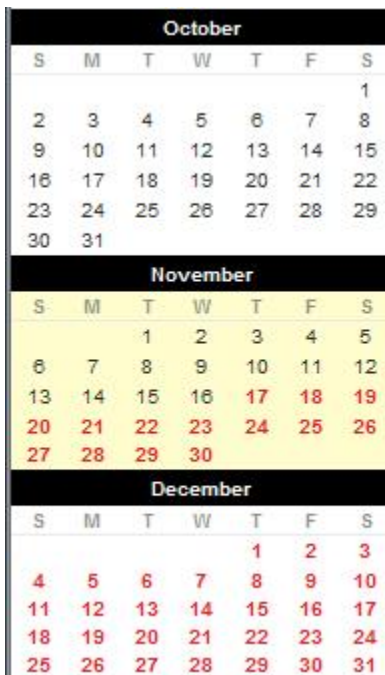 October
S M T W T F S
1
2 3 4 5 6 7 8
9 10 11 12 13 14 15
16 17 18 19 20 21 22
23 24 25 26 27 28 29
30 31
November
S M T W T F S
1 2 3 4 5
6 7 8 9 10 11 12
13 14 15 16 17 18 19
20 21 22 23 24 25 26
27 28 29 30
December
S M T W T F S
1 2 3
4 5 6 7 8 9 10
11 12 13 14 15 16 17
18 19 20 21 22 23 24
25 26 27 28 29 30 31